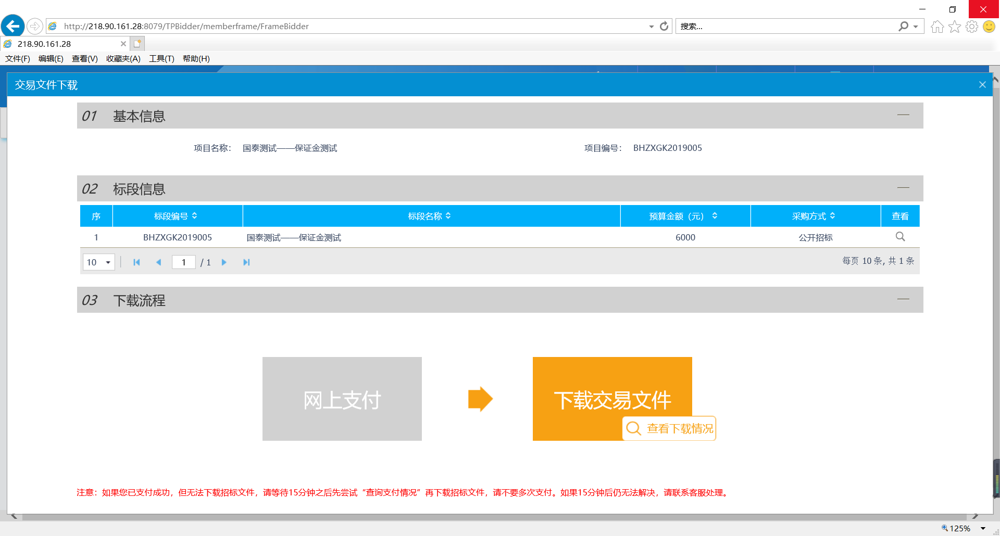 http://218.90.161.28:8079/TPBidder/memberframe/FrameBidder
搜索...
218.90.161.28
文件(F) 编辑(E) 查看(V) 收藏夹(A) 工具(T) 帮助(H)
交易文件下载
01 基本信息
项目名称： 国泰测试——保证金测试 项目编号： BHZXGK2019005
02 标段信息
序 标段编号 标段名称 预算金额（元） 采购方式 查看
1 BHZXGK2019005 国泰测试——保证金测试 6000 公开招标
10 1 / 1 每页 10 条, 共 1 条
03 下载流程
网上支付 下载交易文件
查看下载情况
注意：如果您已支付成功，但无法下载招标文件，请等待15分钟之后先尝试“查询支付情况”再下载招标文件，请不要多次支付。如果15分钟后仍无法解决，请联系客服处理。
125%